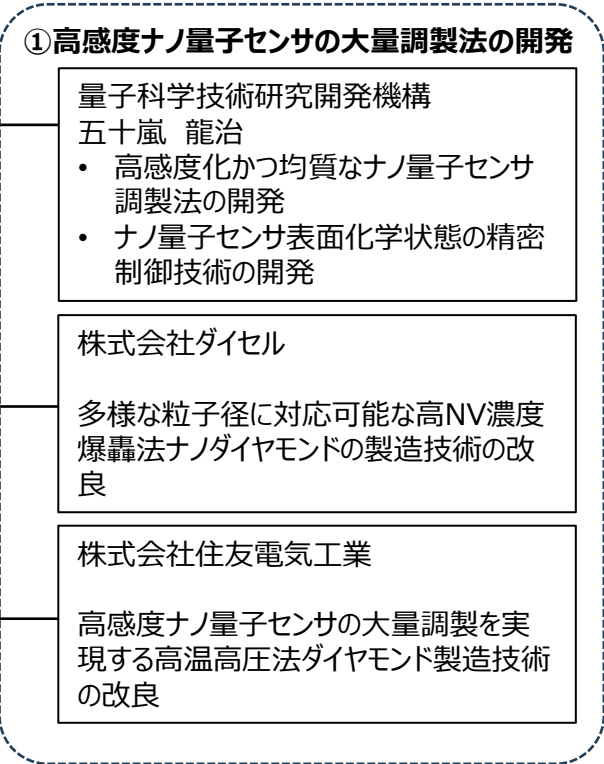 ①高感度ナノ量子センサの大量調製法の開発
量子科学技術研究開発機構
五十嵐 龍治
• 高感度化かつ均質なナノ量子センサ
調製法の開発
• ナノ量子センサ表面化学状態の精密
制御技術の開発
株式会社ダイセル
多様な粒子径に対応可能な高NV濃度
爆轟法ナノダイヤモンドの製造技術の改
良
株式会社住友電気工業
高感度ナノ量子センサの大量調製を実
現する高温高圧法ダイヤモンド製造技術
の改良